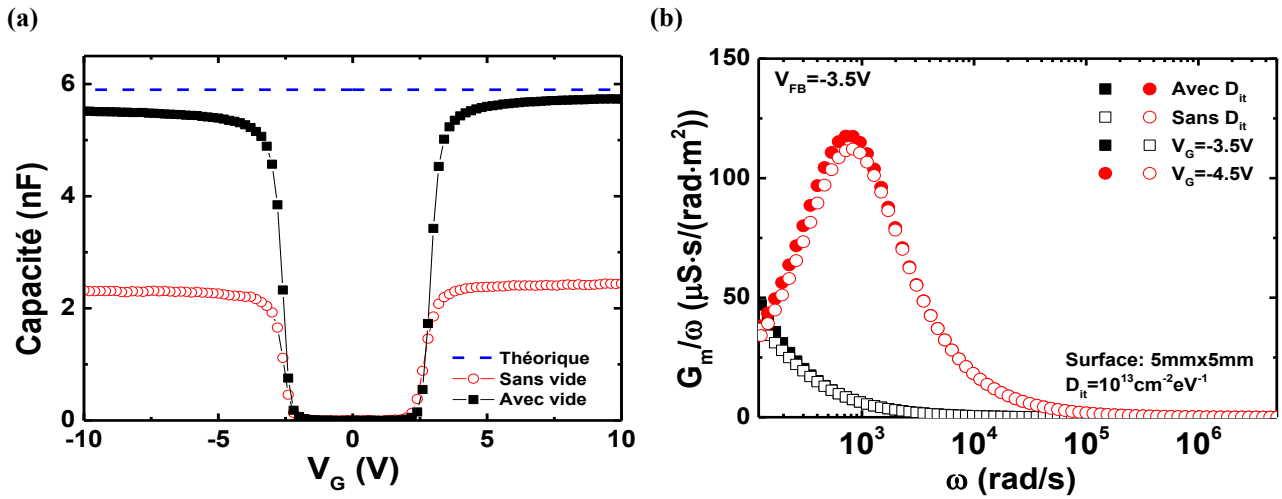 (a)
6
4
2
0
-10
-5
0
5
10
Capacité (nF)
V_G (V)
Théorique
Sans vide
Avec vide
(b)
150
100
50
0
10³
10⁴
10⁵
10⁶
G_m/ω (µS·s/(rad·m²))
ω (rad/s)
V_FB=-3.5V
Avec D_it
Sans D_it
V_G=-3.5V
V_G=-4.5V
Surface: 5mmx5mm
D_it=10¹³cm⁻²eV⁻¹